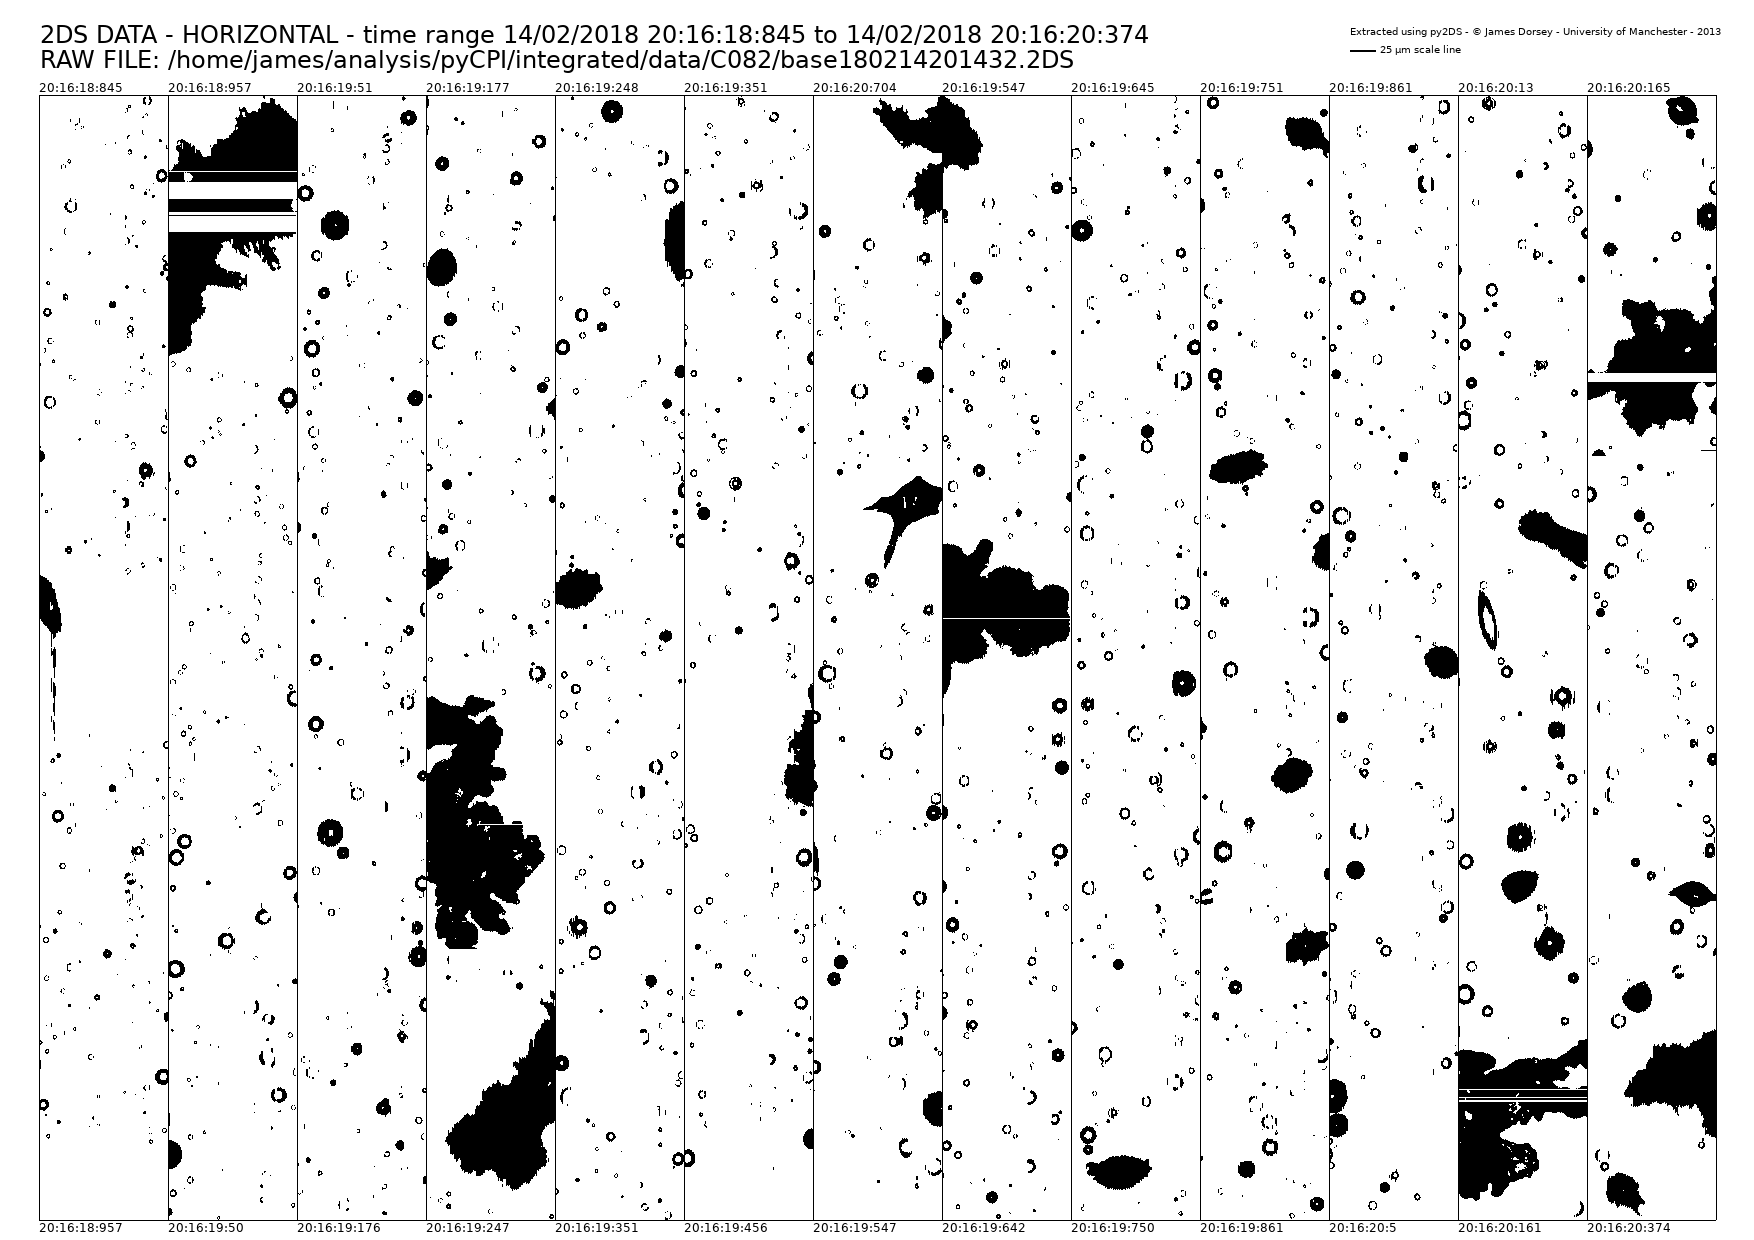 2DS DATA - HORIZONTAL - time range 14/02/2018 20:16:18:845 to 14/02/2018 20:16:20:374
RAW FILE: /home/james/analysis/pyCPI/integrated/data/C082/base180214201432.2DS
Extracted using py2DS - © James Dorsey - University of Manchester - 2013
25 µm scale line
20:16:18:845 20:16:18:957 20:16:19:51 20:16:19:177 20:16:19:248 20:16:19:351 20:16:20:704 20:16:19:547 20:16:19:645 20:16:19:751 20:16:19:861 20:16:20:13 20:16:20:165
20:16:18:957 20:16:19:50 20:16:19:176 20:16:19:247 20:16:19:351 20:16:19:456 20:16:19:547 20:16:19:642 20:16:19:750 20:16:19:861 20:16:20:5 20:16:20:161 20:16:20:374